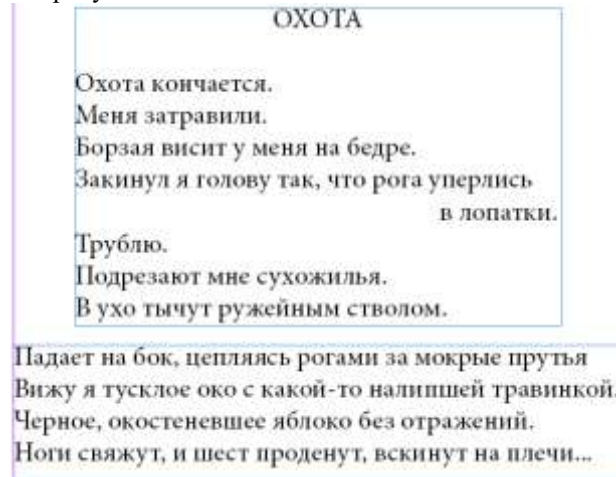 ОХОТА
Охота кончается.
Меня затравили.
Борзая висит у меня на бедре.
Закинул я голову так, что рога уперлись
в лопатки.
Трублю.
Подрезают мне сухожилья.
В ухо тычут ружейным стволом.
Падает на бок, цепляясь рогами за мокрые прутья
Вижу я тусклое око с какой-то налипшей травинкой.
Черное, окостеневшее яблоко без отражений.
Ноги свяжут, и шест проденут, вскинут на плечи...